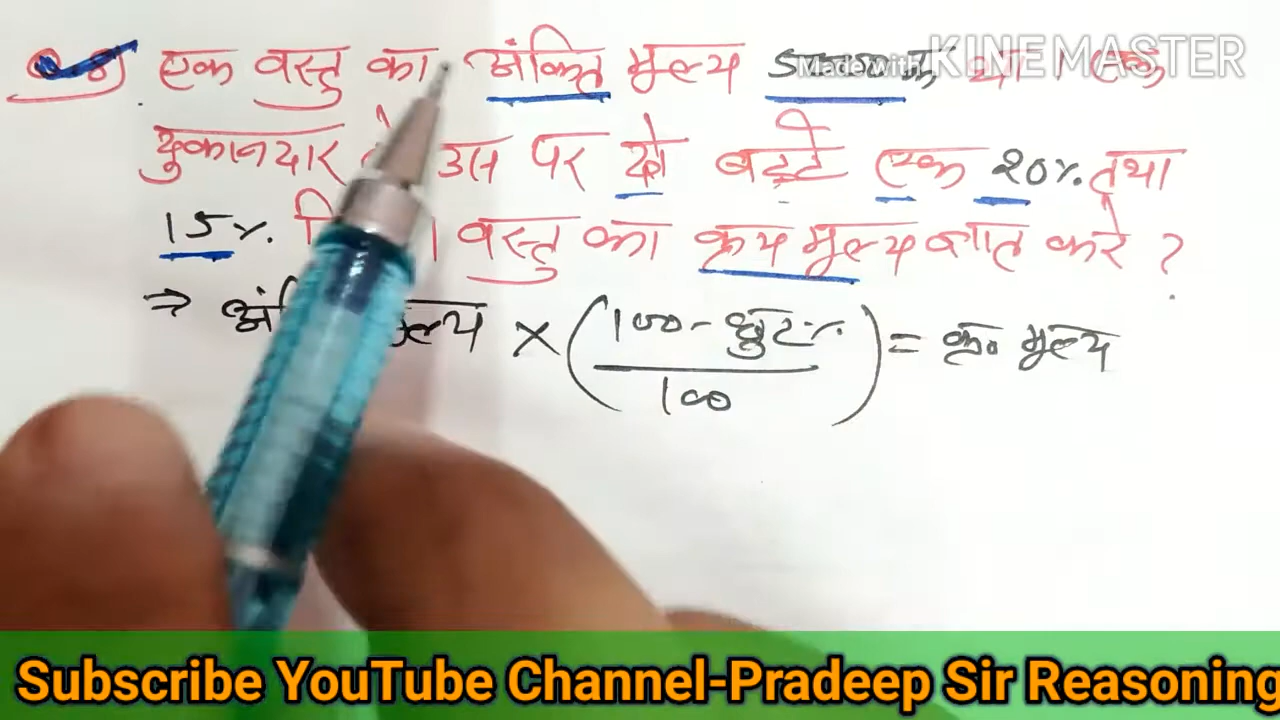 एक वस्तु का अंकित मूल्य था । एक
Made with KINEMASTER
दुकानदार ने उस पर दो बट्टे एक 20% तथा
15% । वस्तु का क्रय मूल्य ज्ञात करे ?
⇒ मूल्य × (100 - छुट% / 100) = क्र० मूल्य
Subscribe YouTube Channel-Pradeep Sir Reasoning